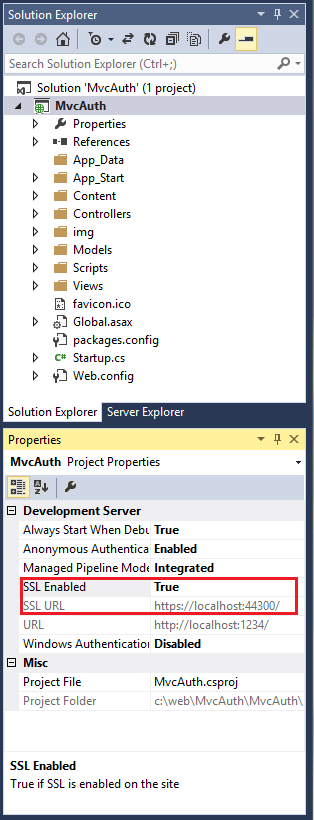 Solution Explorer
Search Solution Explorer (Ctrl+;)
Solution 'MvcAuth' (1 project)
MvcAuth
Properties
References
App_Data
App_Start
Content
Controllers
img
Models
Scripts
Views
favicon.ico
Global.asax
packages.config
C# Startup.cs
Web.config
Solution Explorer Server Explorer
Properties
MvcAuth Project Properties
Development Server
Always Start When Debu True
Anonymous Authentica Enabled
Managed Pipeline Mode Integrated
SSL Enabled True
SSL URL https://localhost:44300/
URL http://localhost:1234/
Windows Authentication Disabled
Misc
Project File MvcAuth.csproj
Project Folder c:\web\MvcAuth\MvcAuth\
SSL Enabled
True if SSL is enabled on the site